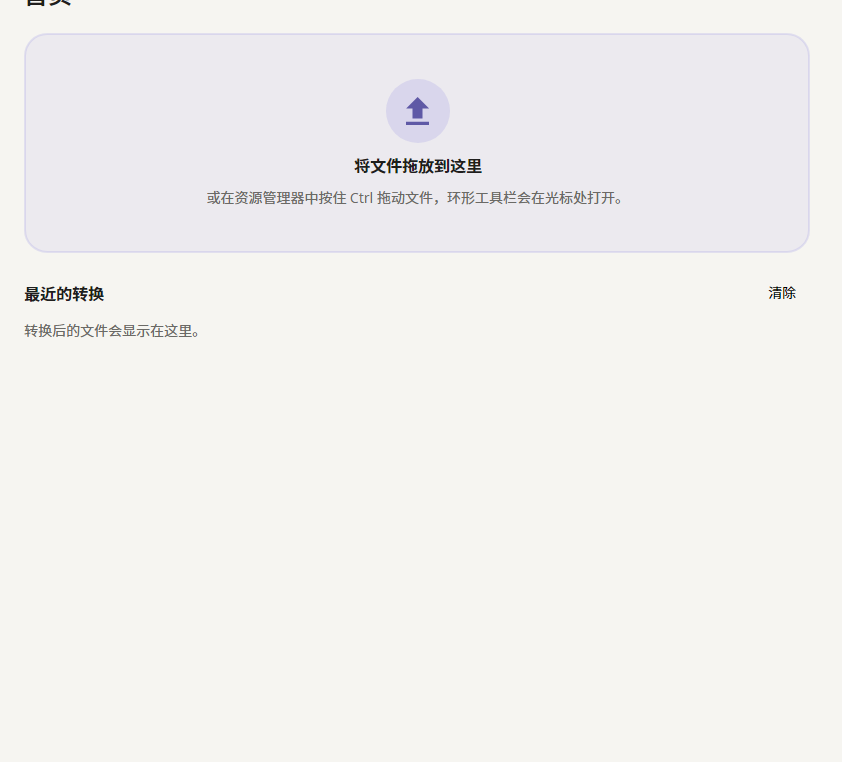 首页
将文件拖放到这里
或在资源管理器中按住 Ctrl 拖动文件，环形工具栏会在光标处打开。
最近的转换
清除
转换后的文件会显示在这里。